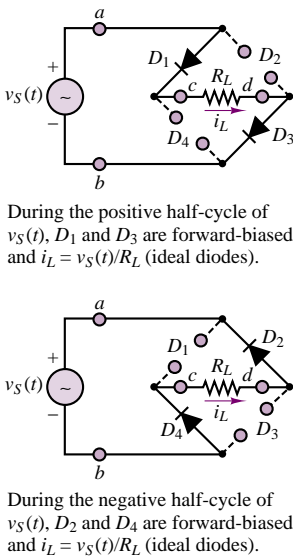 a
D1 D2
+
vS(t) ~ c RL d
iL
D4 D3
−
b
During the positive half-cycle of
vS(t), D1 and D3 are forward-biased
and iL = vS(t)/RL (ideal diodes).
a
D1 D2
+
vS(t) ~ c RL d
iL
D4 D3
−
b
During the negative half-cycle of
vS(t), D2 and D4 are forward-biased
and iL = vS(t)/RL (ideal diodes).